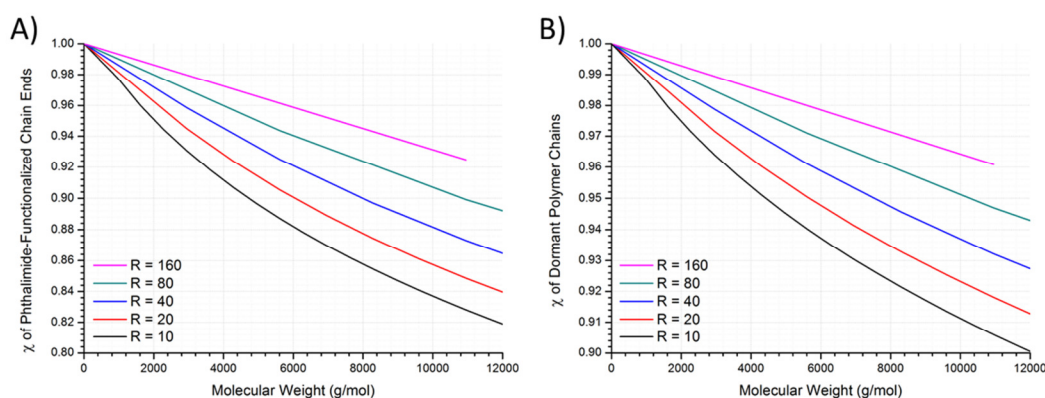 A)
χ of Phthalimide-Functionalized Chain Ends
1.00
0.98
0.96
0.94
0.92
0.90
0.88
0.86
0.84
0.82
0.80
R = 160
R = 80
R = 40
R = 20
R = 10
0 2000 4000 6000 8000 10000 12000
Molecular Weight (g/mol)
B)
χ of Dormant Polymer Chains
1.00
0.99
0.98
0.97
0.96
0.95
0.94
0.93
0.92
0.91
0.90
R = 160
R = 80
R = 40
R = 20
R = 10
0 2000 4000 6000 8000 10000 12000
Molecular Weight (g/mol)